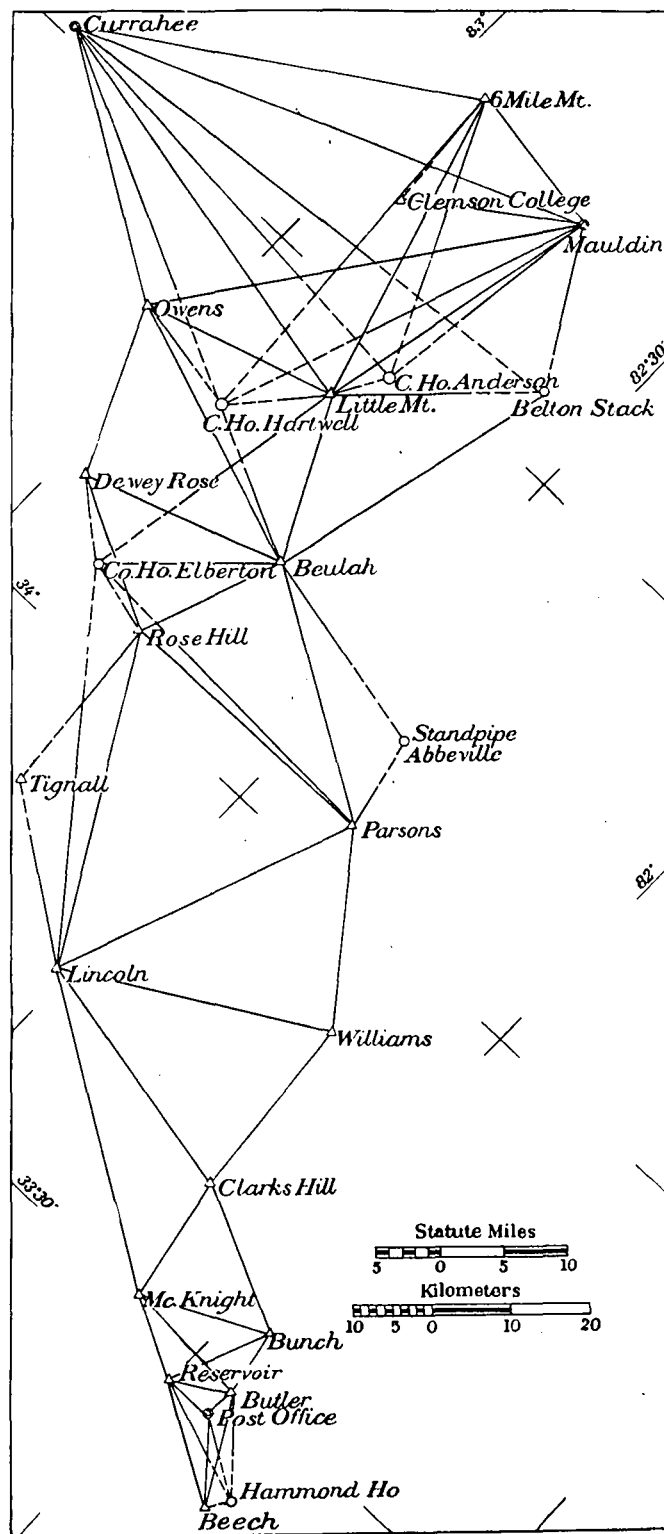 Currahee
83°
6 Mile Mt.
Clemson College
Mauldin
Owens
82°30'
C.Ho. Anderson
Little Mt.
Belton Stack
C.Ho. Hartwell
Dewey Rose
Co.Ho. Elberton
Beulah
34°
Rose Hill
Standpipe
Abbeville
Tignall
Parsons
82°
Lincoln
Williams
33°30'
Clarks Hill
Statute Miles
5 0 5 10
Kilometers
10 5 0 10 20
Mc. Knight
Bunch
Reservoir
Butler
Post Office
Hammond Ho
Beech